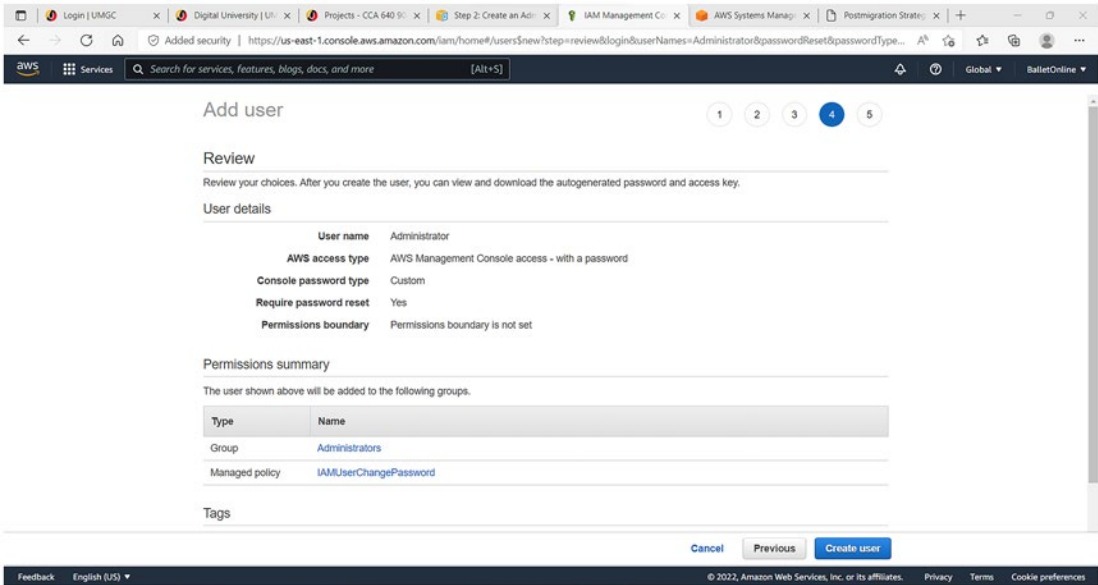 Login | UMGC
Digital University | UM
Projects - CCA 640 90
Step 2: Create an Adm
IAM Management Co
AWS Systems Manag
Postmigration Strateg
Added security | https://us-east-1.console.aws.amazon.com/iam/home#/users$new?step=review&login&userNames=Administrator&passwordReset&passwordType...
aws Services Search for services, features, blogs, docs, and more [Alt+S] Global ▼ BalletOnline ▼
Add user 1 2 3 4 5
Review
Review your choices. After you create the user, you can view and download the autogenerated password and access key.
User details
User name Administrator
AWS access type AWS Management Console access - with a password
Console password type Custom
Require password reset Yes
Permissions boundary Permissions boundary is not set
Permissions summary
The user shown above will be added to the following groups.
Type Name
Group Administrators
Managed policy IAMUserChangePassword
Tags
Cancel Previous Create user
Feedback English (US) ▼ © 2022, Amazon Web Services, Inc. or its affiliates. Privacy Terms Cookie preferences